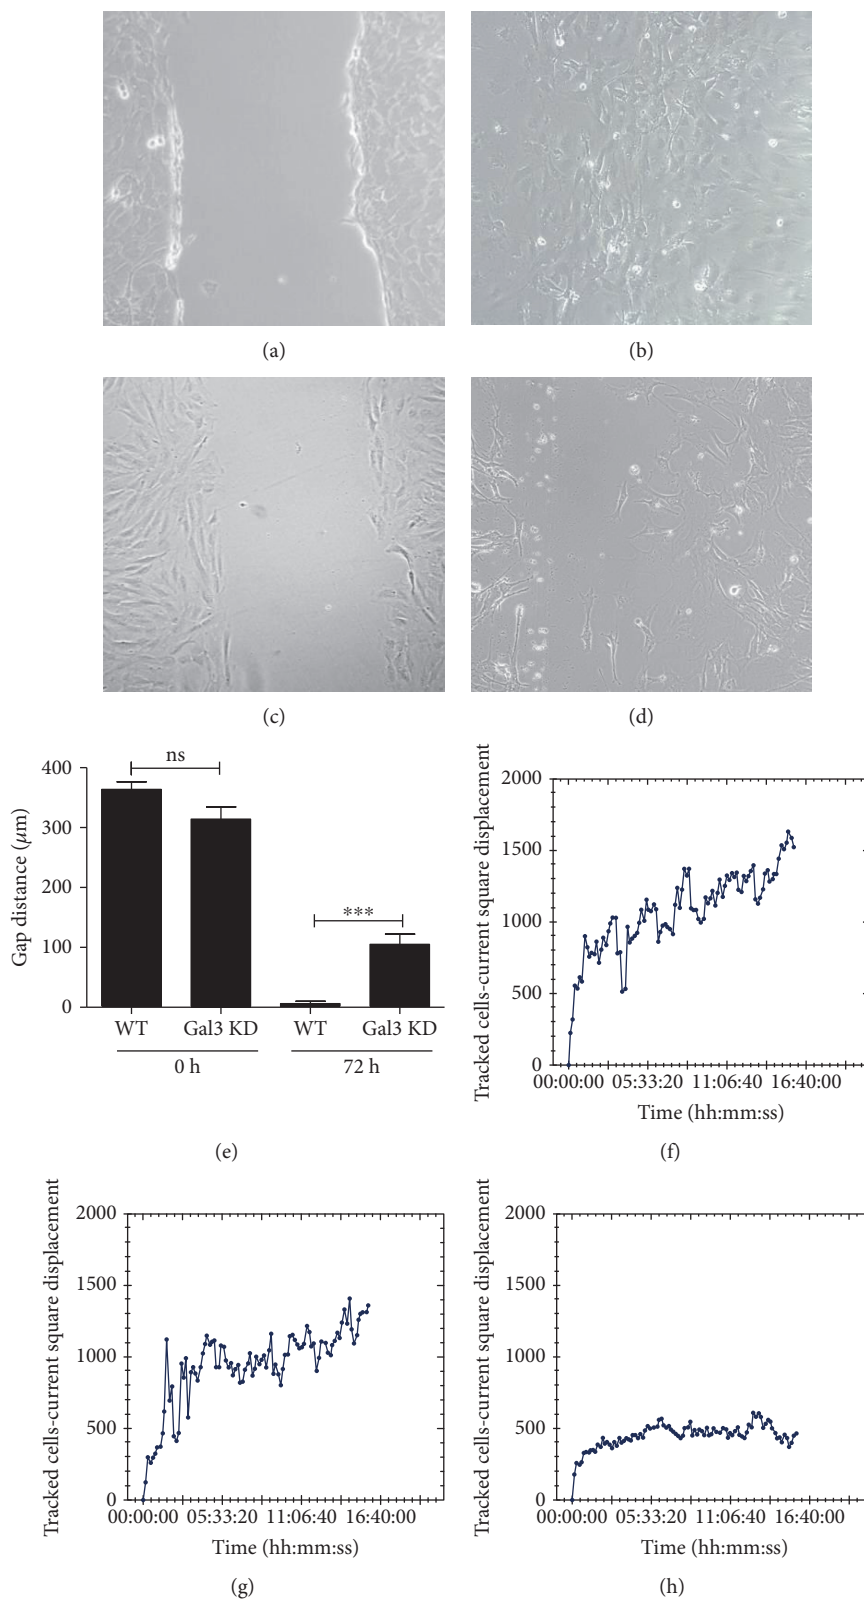 (a)
(b)
(c)
(d)
Gap distance (μm)
400
300
200
100
0
ns
***
WT
Gal3 KD
WT
Gal3 KD
0 h
72 h
(e)
Tracked cells-current square displacement
2000
1500
1000
500
0
00:00:00
05:33:20
11:06:40
16:40:00
Time (hh:mm:ss)
(f)
Tracked cells-current square displacement
2000
1500
1000
500
0
00:00:00
05:33:20
11:06:40
16:40:00
Time (hh:mm:ss)
(g)
Tracked cells-current square displacement
2000
1500
1000
500
0
00:00:00
05:33:20
11:06:40
16:40:00
Time (hh:mm:ss)
(h)